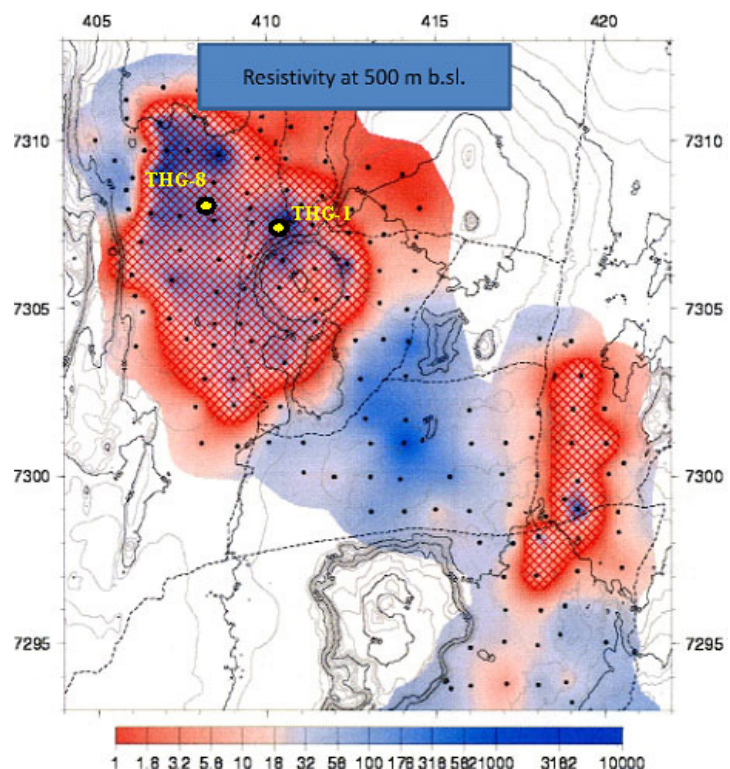 405 410 415 420
Resistivity at 500 m b.sl.
7310 7310
THG-8
THG-1
7305 7305
7300 7300
7295 7295
1 1.8 3.2 5.6 10 18 32 56 100 178 316 562 1000 3162 10000